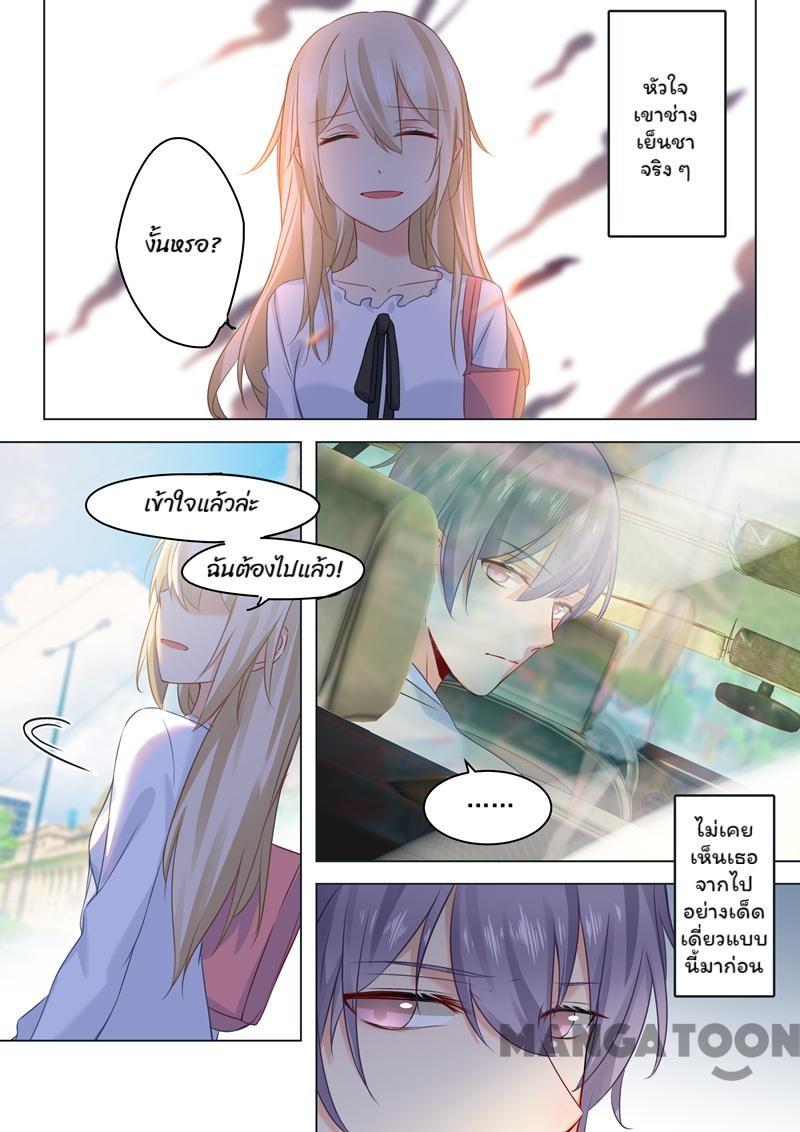 หัวใจ
เขาช่าง
เย็นชา
จริง ๆ
งั้นหรอ?
เข้าใจแล้วล่ะ
ฉันต้องไปแล้ว!
......
ไม่เคย
เห็นเธอ
จากไป
อย่างเด็ด
เดี่ยวแบบ
นี้มาก่อน
MANGATOON